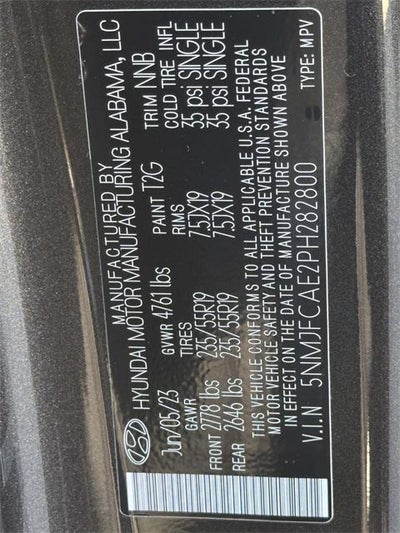 MANUFACTURED BY
HYUNDAI MOTOR MANUFACTURING ALABAMA, LLC
Jun/05/23 GVWR 4761 lbs PAINT T2G TRIM NNB
GAWR TIRES RIMS COLD TIRE INFL
FRONT 2778 lbs 235/55R19 7.5JX19 35 psi SINGLE
REAR 2646 lbs 235/55R19 7.5JX19 35 psi SINGLE
THIS VEHICLE CONFORMS TO ALL APPLICABLE U.S.A. FEDERAL
MOTOR VEHICLE SAFETY AND THEFT PREVENTION STANDARDS
IN EFFECT ON THE DATE OF MANUFACTURE SHOWN ABOVE
V.I.N 5NMJFCAE2PH282800 TYPE: MPV